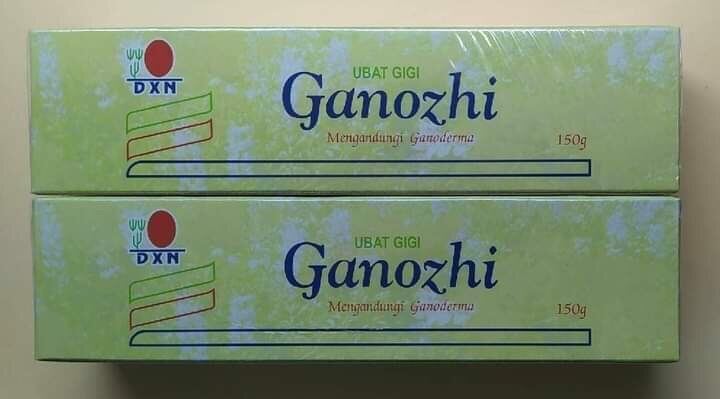 DXN
UBAT GIGI
Ganozhi
Mengandungi Ganoderma
150g
DXN
UBAT GIGI
Ganozhi
Mengandungi Ganoderma
150g